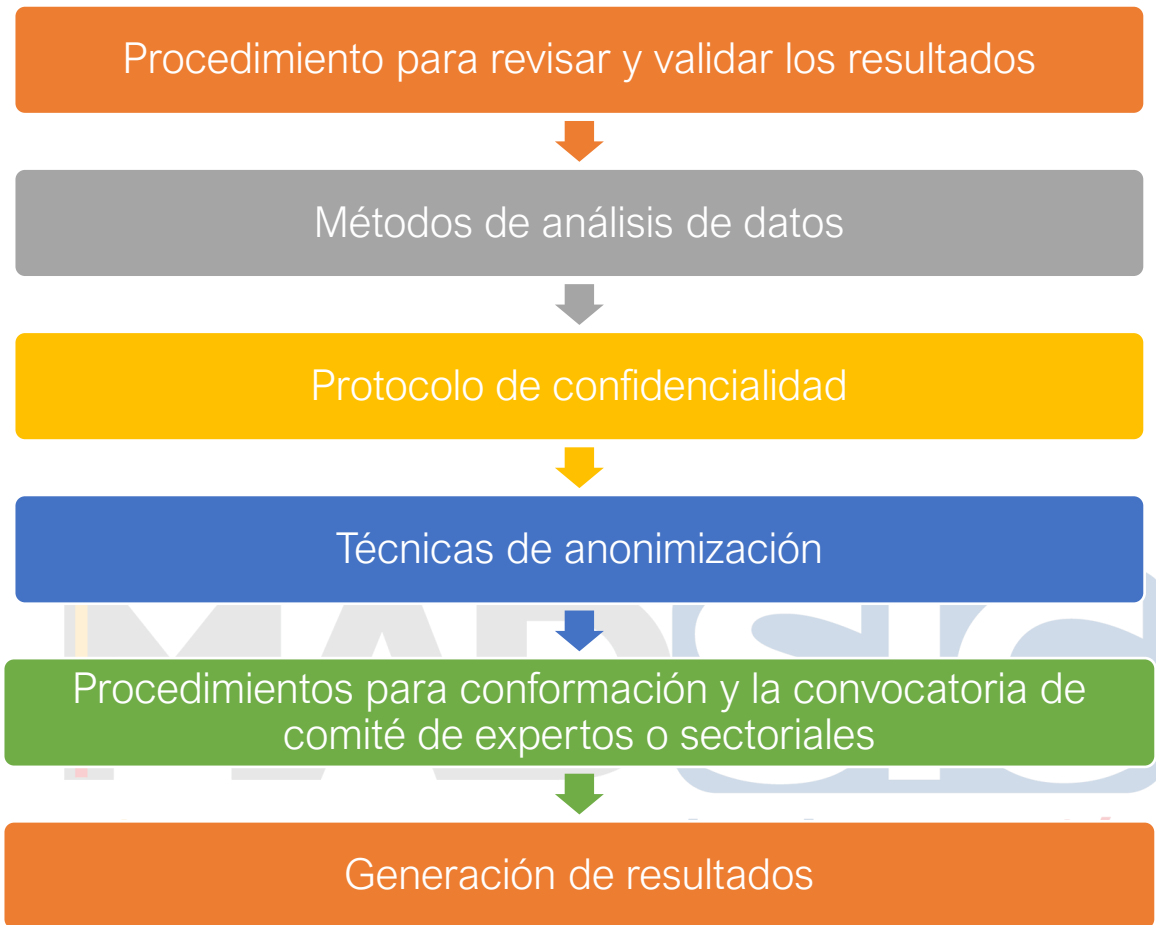 Procedimiento para revisar y validar los resultados
Métodos de análisis de datos
Protocolo de confidencialidad
Técnicas de anonimización
MADSIG
Procedimientos para conformación y la convocatoria de
comité de expertos o sectoriales
Generación de resultados